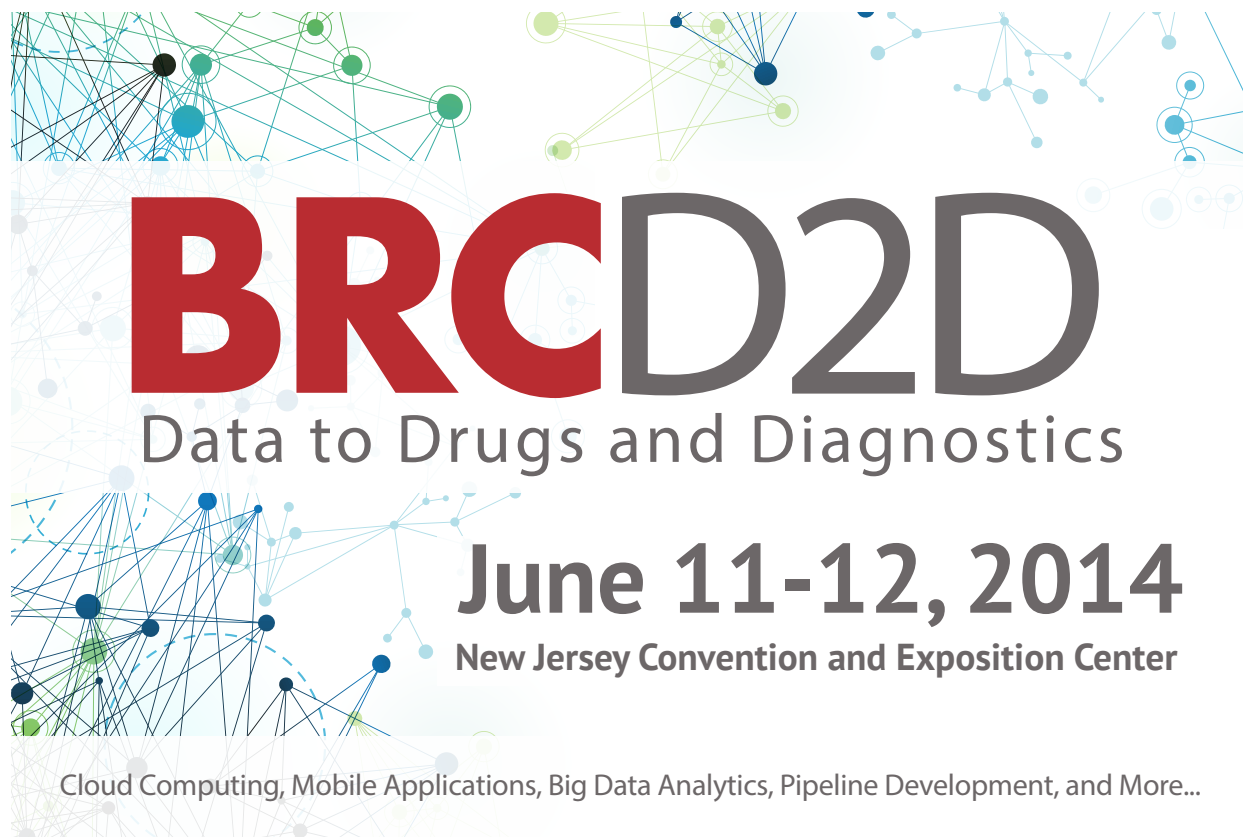 BRCD2D
Data to Drugs and Diagnostics
June 11-12, 2014
New Jersey Convention and Exposition Center
Cloud Computing, Mobile Applications, Big Data Analytics, Pipeline Development, and More...